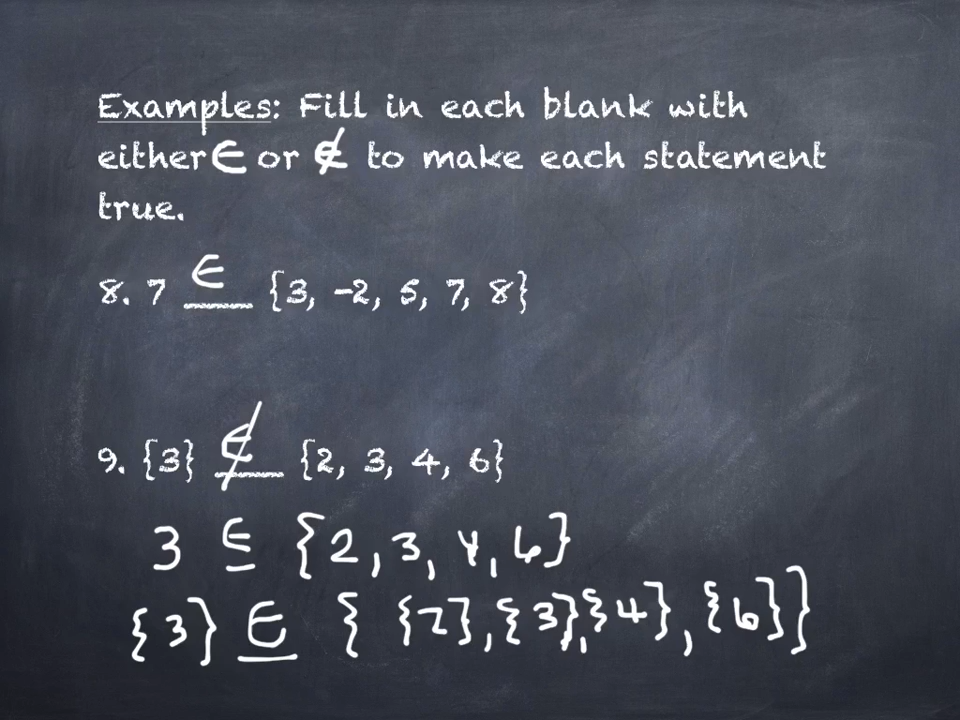 Examples: Fill in each blank with
either ∈ or ∉ to make each statement
true.
8. 7 ∈ {3, -2, 5, 7, 8}
9. {3} ∉ {2, 3, 4, 6}
3 ∈ {2, 3, 4, 6}
{3} ∈ { {2}, {3}, {4}, {6}}